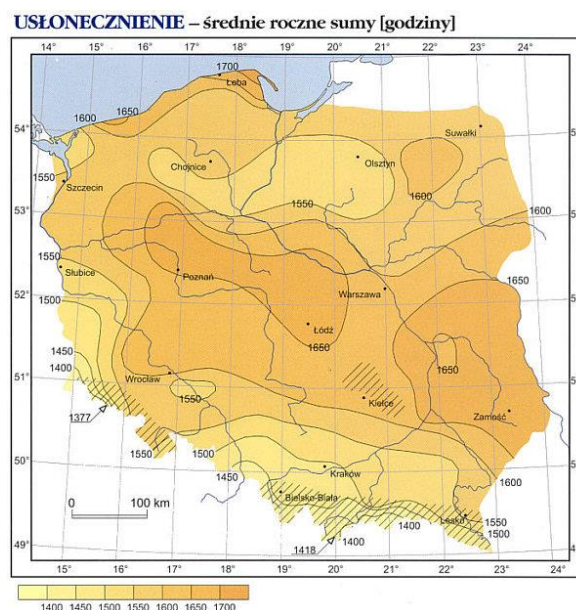 USŁONECZNIENIE – średnie roczne sumy [godziny]
14° 15° 16° 17° 18° 19° 20° 21° 22° 23° 24°
1700
Łeba
1650
1600
54°
Suwałki
Chojnice
Olsztyn
1550
Szczecin
1550
1600
53°
1600
1550
Słubice
Poznań
1650
Warszawa
52°
1500
Łódź
1650
51°
1450
1400
Wrocław
1550
1650
Kielce
Zamość
1377
1550
1500
50°
1450
Kraków
1600
Bielsko-Biała
1400
Lesko
1550
1500
0 100 km
1400
1418
49°
15° 16° 17° 18° 19° 20° 21° 22° 23°
1400 1450 1500 1550 1600 1650 1700